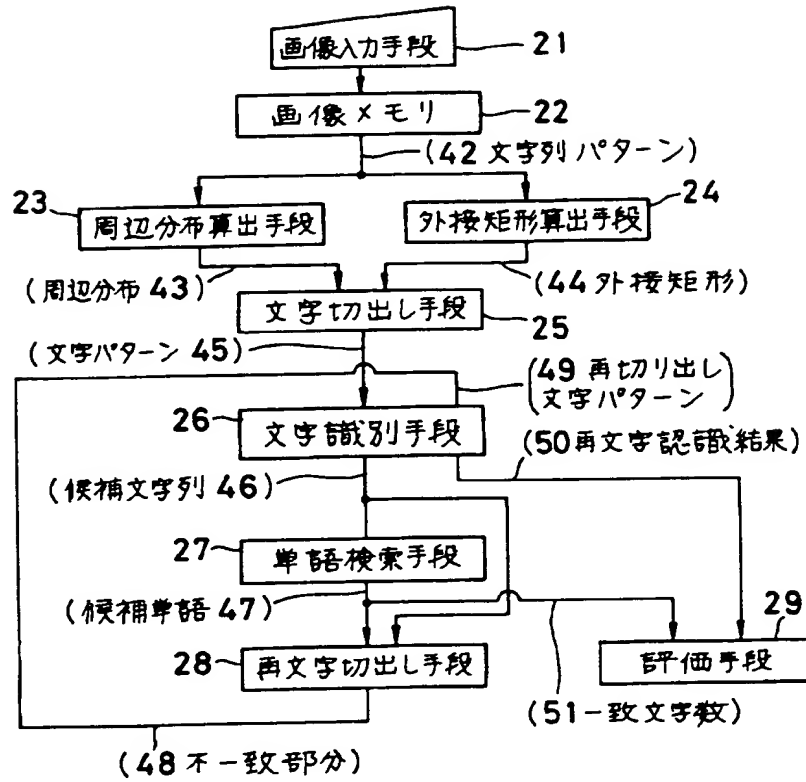 画像入力手段 21
画像メモリ 22
(42 文字列パターン)
23 周辺分布算出手段
外接矩形算出手段 24
(周辺分布 43)
(44 外接矩形)
文字切出し手段 25
(文字パターン 45)
(49 再切り出し
文字パターン)
26 文字識別手段
(50 再文字認識結果)
(候補文字列 46)
27 単語検索手段
(候補単語 47)
28 再文字切出し手段
評価手段 29
(51 一致文字数)
(48 不一致部分)